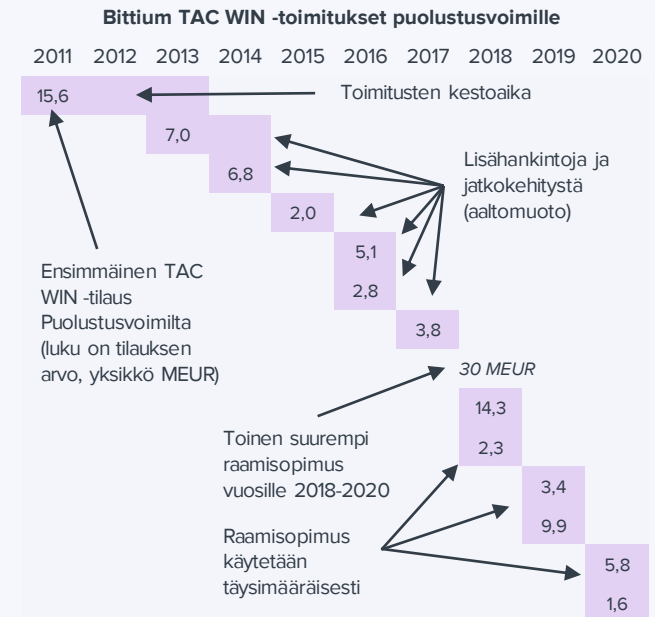 Bittium TAC WIN -toimitukset puolustusvoimille
2011 2012 2013 2014 2015 2016 2017 2018 2019 2020
15,6
Toimitusten kestoaika
7,0
6,8
Lisähankintoja ja
jatkokehitystä
(aaltomuoto)
2,0
5,1
2,8
Ensimmäinen TAC
WIN -tilaus
Puolustusvoimilta
(luku on tilauksen
arvo, yksikkö MEUR)
3,8
30 MEUR
14,3
2,3
Toinen suurempi
raamisopimus
vuosille 2018-2020
3,4
9,9
Raamisopimus
käytetään
täysimääräisesti
5,8
1,6